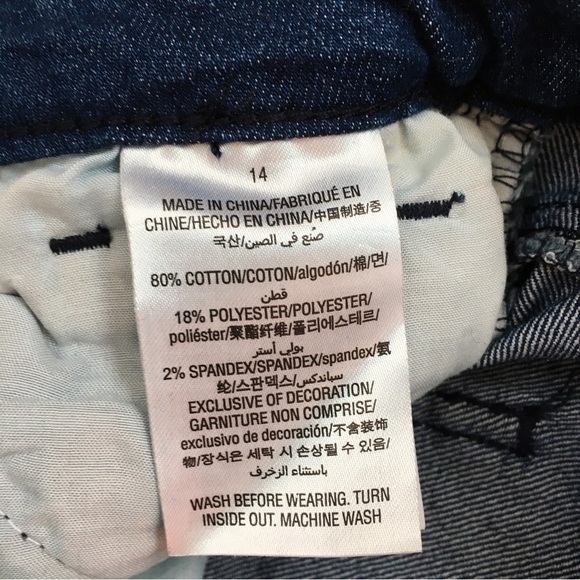 14
MADE IN CHINA/FABRIQUÉ EN
CHINE/HECHO EN CHINA/中国制造/중
국산/صُنع في الصين
80% COTTON/COTON/algodón/棉/면/
قطن
18% POLYESTER/POLYESTER/
poliéster/聚酯纤维/폴리에스테르/
بولي أستر
2% SPANDEX/SPANDEX/spandex/氨
纶/스판덱스/سباندكس
EXCLUSIVE OF DECORATION/
GARNITURE NON COMPRISE/
exclusivo de decoración/不含装饰
物/장식은 세탁 시 손상될 수 있음/
باستثناء الزخرف
WASH BEFORE WEARING. TURN
INSIDE OUT. MACHINE WASH